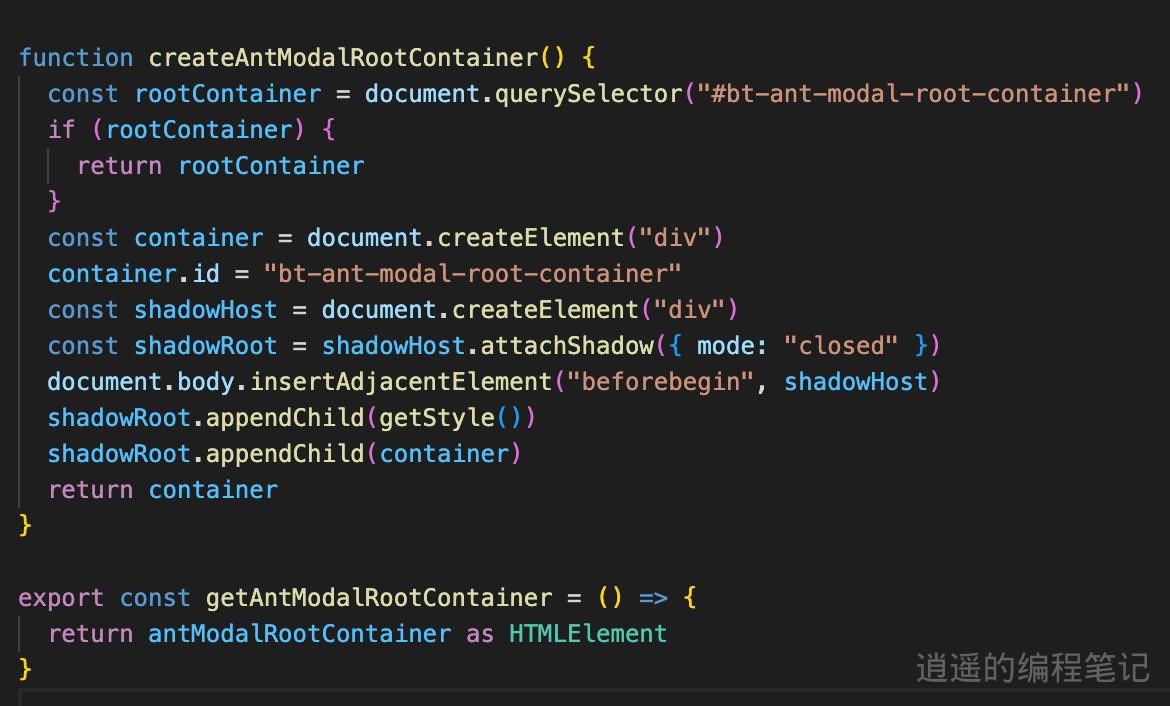 function createAntModalRootContainer() {
  const rootContainer = document.querySelector("#bt-ant-modal-root-container")
  if (rootContainer) {
    return rootContainer
  }
  const container = document.createElement("div")
  container.id = "bt-ant-modal-root-container"
  const shadowHost = document.createElement("div")
  const shadowRoot = shadowHost.attachShadow({ mode: "closed" })
  document.body.insertAdjacentElement("beforebegin", shadowHost)
  shadowRoot.appendChild(getStyle())
  shadowRoot.appendChild(container)
  return container
}

export const getAntModalRootContainer = () => {
  return antModalRootContainer as HTMLElement
}
逍遥的编程笔记